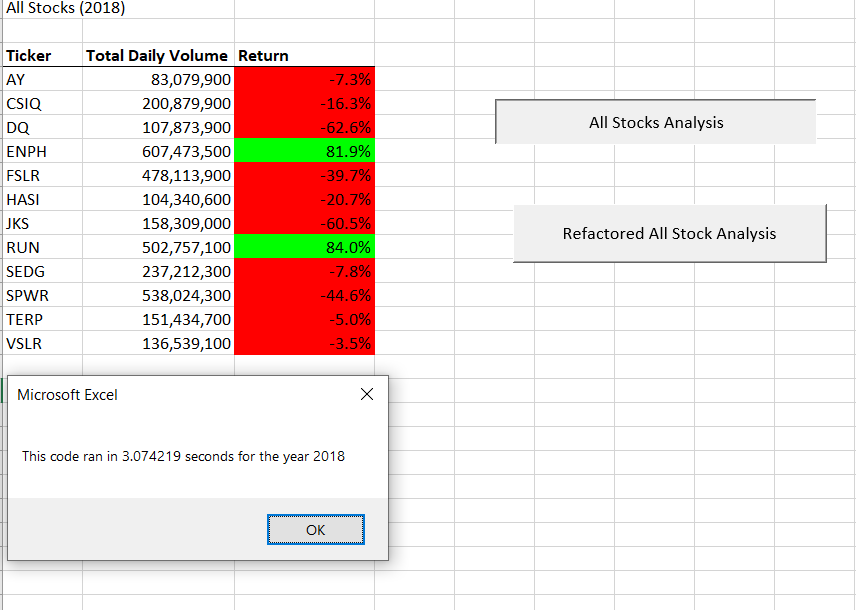 All Stocks (2018)
Ticker Total Daily Volume Return
AY 83,079,900 -7.3%
CSIQ 200,879,900 -16.3%
DQ 107,873,900 -62.6%
ENPH 607,473,500 81.9%
FSLR 478,113,900 -39.7%
HASI 104,340,600 -20.7%
JKS 158,309,000 -60.5%
RUN 502,757,100 84.0%
SEDG 237,212,300 -7.8%
SPWR 538,024,300 -44.6%
TERP 151,434,700 -5.0%
VSLR 136,539,100 -3.5%
All Stocks Analysis
Refactored All Stock Analysis
Microsoft Excel
This code ran in 3.074219 seconds for the year 2018
OK